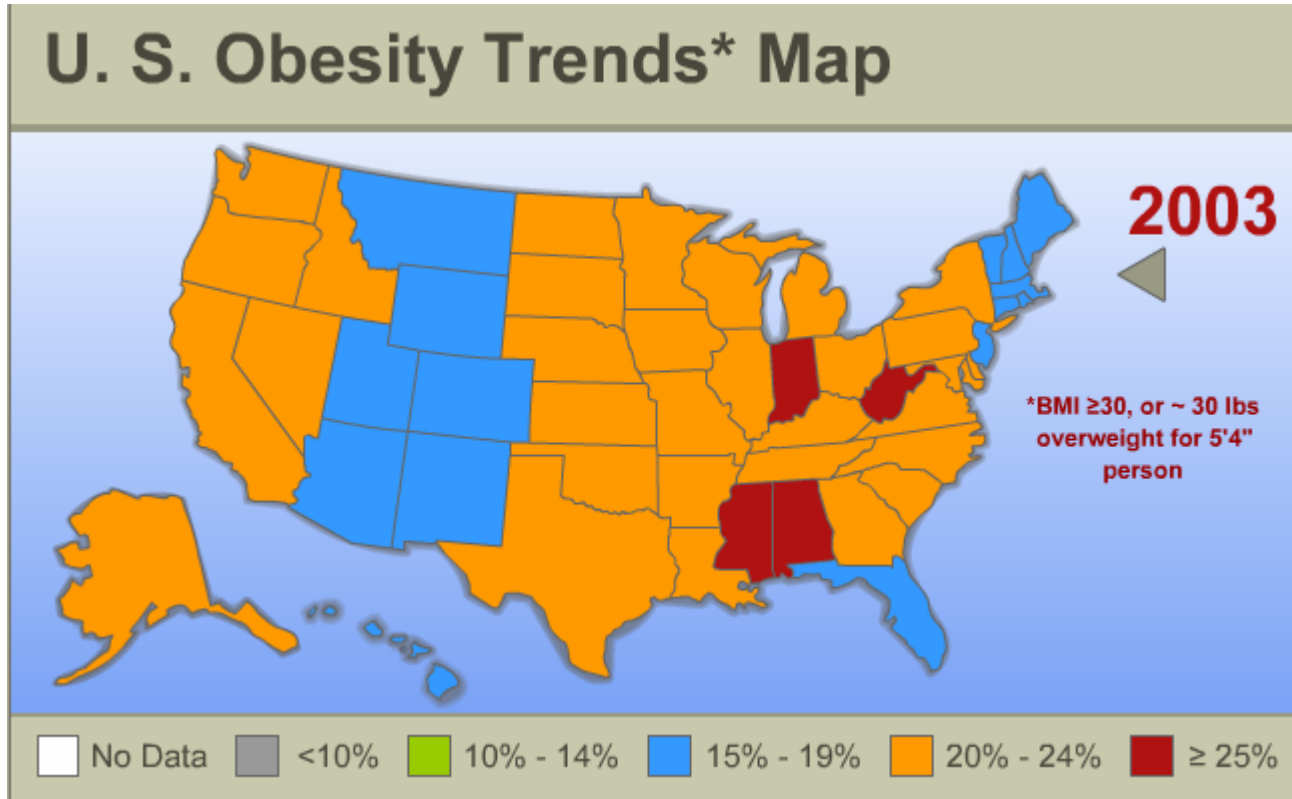 U. S. Obesity Trends* Map
2003
*BMI ≥30, or ~ 30 lbs
overweight for 5'4"
person
No Data <10% 10% - 14% 15% - 19% 20% - 24% ≥ 25%